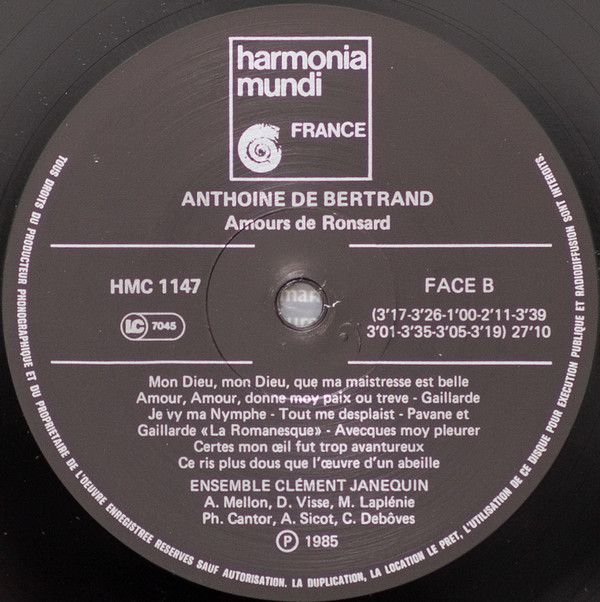 harmonia
mundi
FRANCE
ANTHOINE DE BERTRAND
Amours de Ronsard
HMC 1147
FACE B
LC 7045
(3'17-3'26-1'00-2'11-3'39
3'01-3'35-3'05-3'19) 27'10
Mon Dieu, mon Dieu, que ma maistresse est belle
Amour, Amour, donne moy paix ou treve - Gaillarde
Je vy ma Nymphe - Tout me desplaist - Pavane et
Gaillarde «La Romanesque» - Avecques moy pleurer
Certes mon œil fut trop avantureux
Ce ris plus dous que l'œuvre d'un abeille
ENSEMBLE CLÉMENT JANEQUIN
A. Mellon, D. Visse, M. Laplénie
Ph. Cantor, A. Sicot, C. Debôves
Ⓟ 1985
TOUS DROITS DU PRODUCTEUR PHONOGRAPHIQUE ET DU PROPRIETAIRE DE L'OEUVRE ENREGISTREE RESERVES SAUF AUTORISATION. LA DUPLICATION, LA LOCATION LE PRET, L'UTILISATION DE CE DISQUE POUR EXECUTION PUBLIQUE ET RADIODIFFUSION SONT INTERDITS.